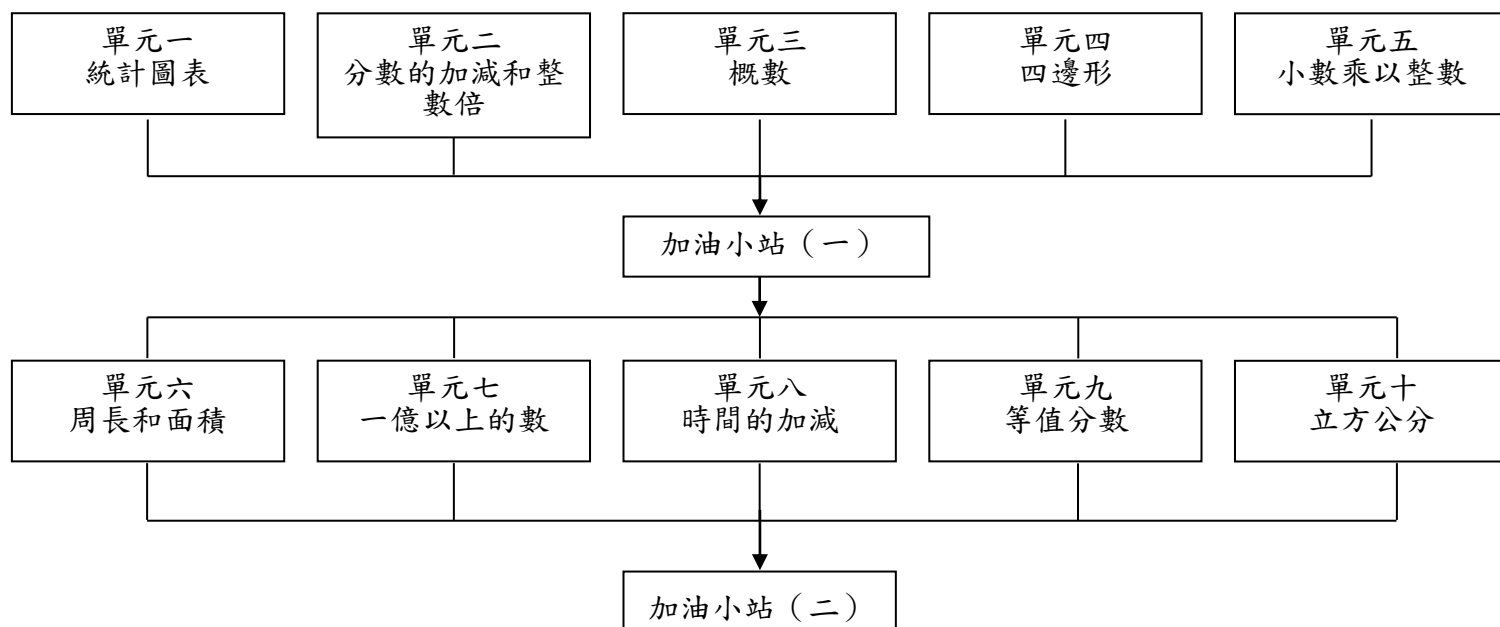 單元一
統計圖表
單元二
分數的加減和整
數倍
單元三
概數
單元四
四邊形
單元五
小數乘以整數
加油小站（一）
單元六
周長和面積
單元七
一億以上的數
單元八
時間的加減
單元九
等值分數
單元十
立方公分
加油小站（二）